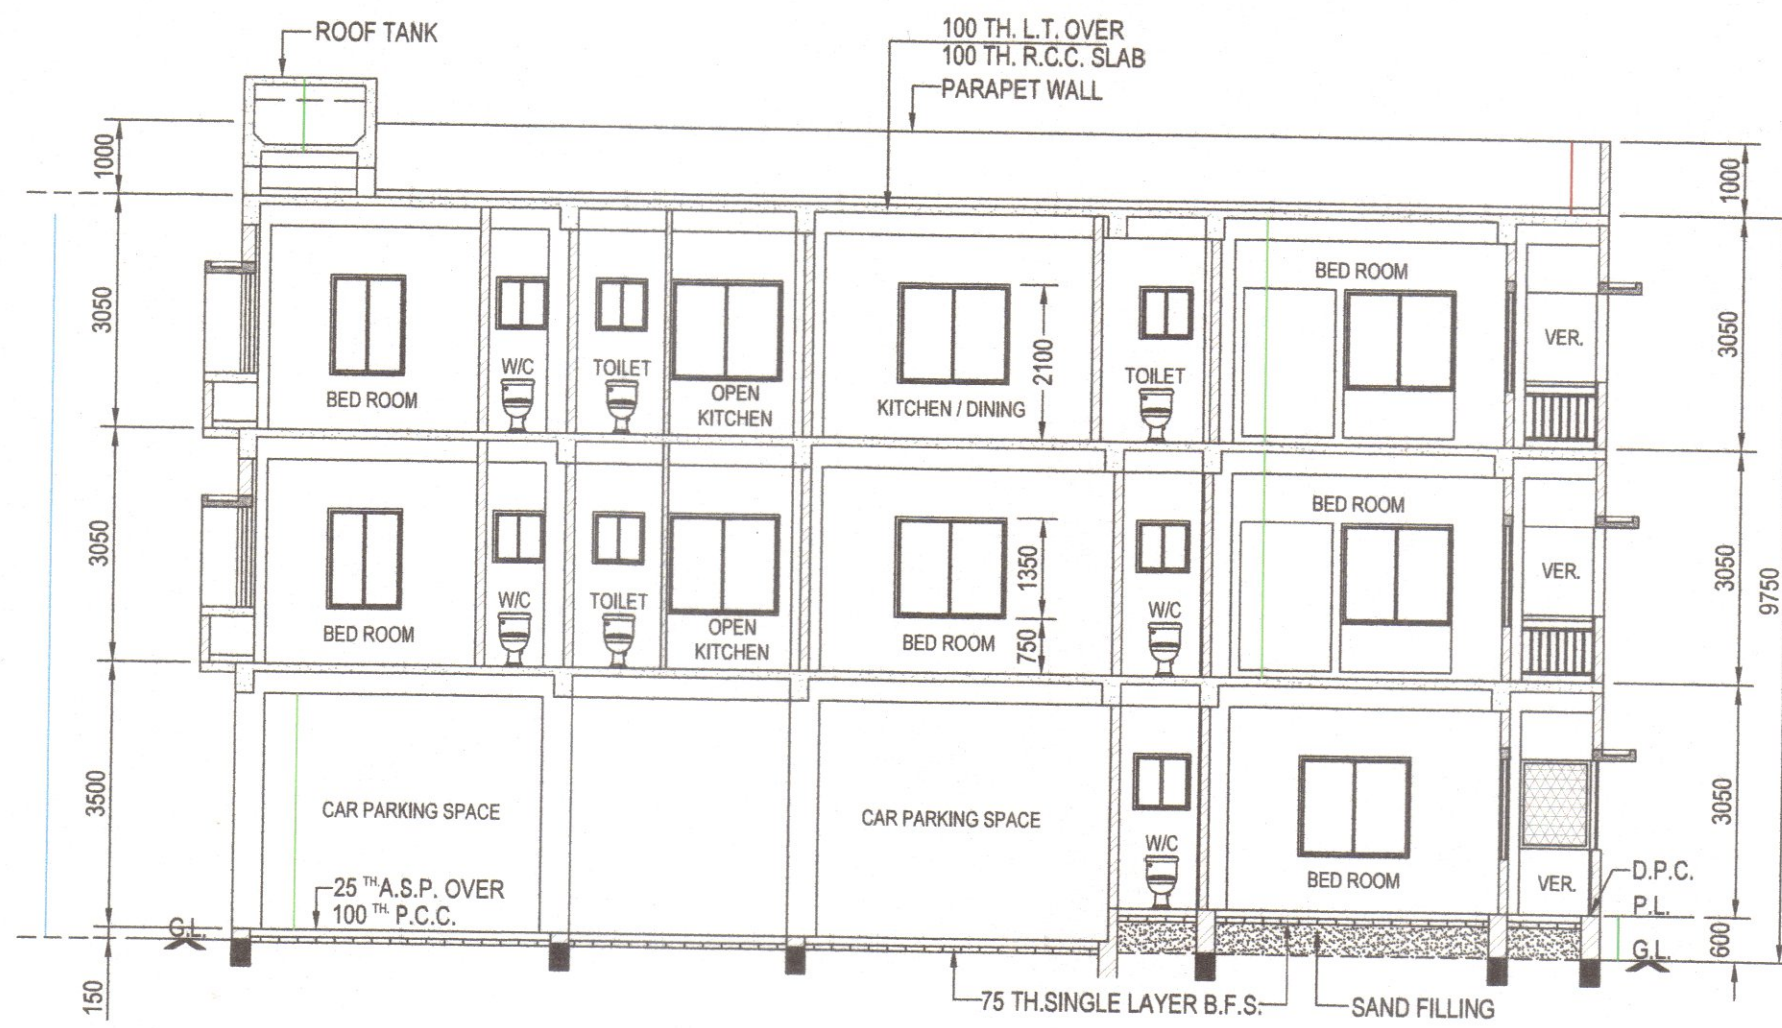 ROOF TANK
100 TH. L.T. OVER
100 TH. R.C.C. SLAB
PARAPET WALL
1000
1000
3050
BED ROOM
W/C
TOILET
OPEN
KITCHEN
KITCHEN / DINING
2100
TOILET
BED ROOM
VER.
3050
3050
BED ROOM
W/C
TOILET
OPEN
KITCHEN
BED ROOM
1350
750
W/C
BED ROOM
VER.
3050
9750
3500
CAR PARKING SPACE
CAR PARKING SPACE
W/C
BED ROOM
VER.
3050
25 TH. A.S.P. OVER
100 TH. P.C.C.
D.P.C.
P.L.
G.L.
G.L.
600
150
75 TH.SINGLE LAYER B.F.S.
SAND FILLING